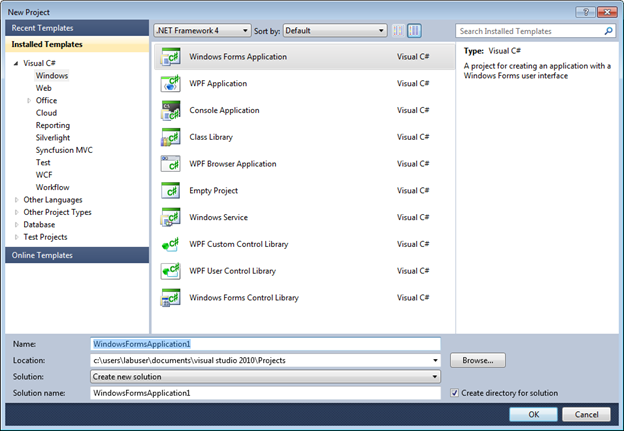 New Project
Recent Templates
Installed Templates
Visual C#
Windows
Web
Office
Cloud
Reporting
Silverlight
Syncfusion MVC
Test
WCF
Workflow
Other Languages
Other Project Types
Database
Test Projects
Online Templates
.NET Framework 4 Sort by: Default
Windows Forms Application Visual C#
WPF Application Visual C#
Console Application Visual C#
Class Library Visual C#
WPF Browser Application Visual C#
Empty Project Visual C#
Windows Service Visual C#
WPF Custom Control Library Visual C#
WPF User Control Library Visual C#
Windows Forms Control Library Visual C#
Search Installed Templates
Type: Visual C#
A project for creating an application with a
Windows Forms user interface
Name: WindowsFormsApplication1
Location: c:\users\labuser\documents\visual studio 2010\Projects Browse...
Solution: Create new solution
Solution name: WindowsFormsApplication1 Create directory for solution
OK Cancel